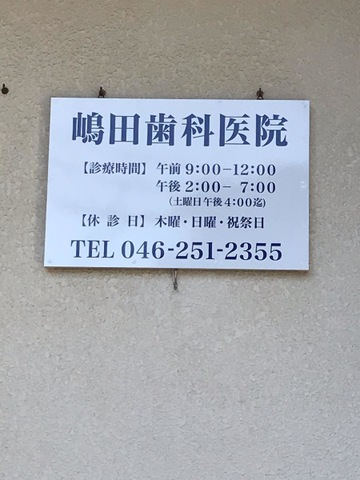 嶋田歯科医院
【診療時間】 午前 9:00-12:00
午後 2:00- 7:00
(土曜日午後4:00迄)
【休診日】 木曜・日曜・祝祭日
TEL 046-251-2355